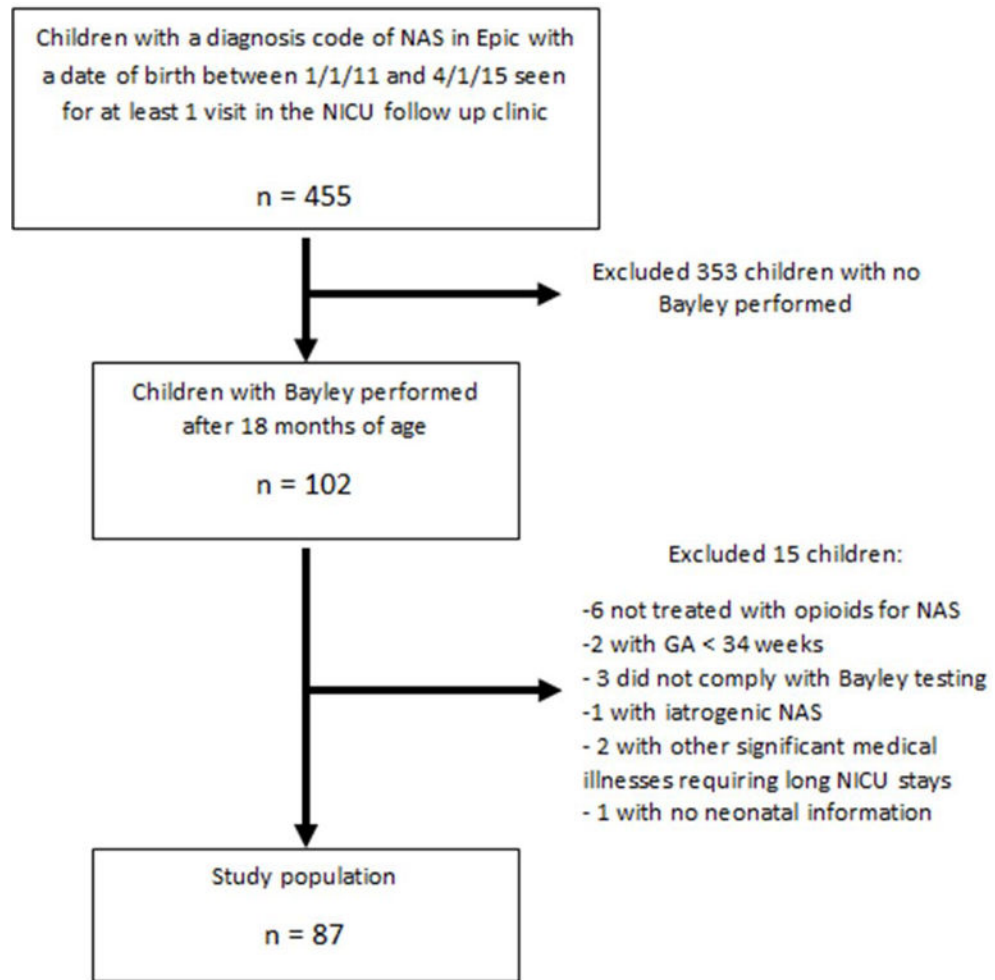 Children with a diagnosis code of NAS in Epic with
a date of birth between 1/1/11 and 4/1/15 seen
for at least 1 visit in the NICU follow up clinic
n = 455
Excluded 353 children with no
Bayley performed
Children with Bayley performed
after 18 months of age
n = 102
Excluded 15 children:
-6 not treated with opioids for NAS
-2 with GA < 34 weeks
- 3 did not comply with Bayley testing
-1 with iatrogenic NAS
- 2 with other significant medical
illnesses requiring long NICU stays
- 1 with no neonatal information
Study population
n = 87